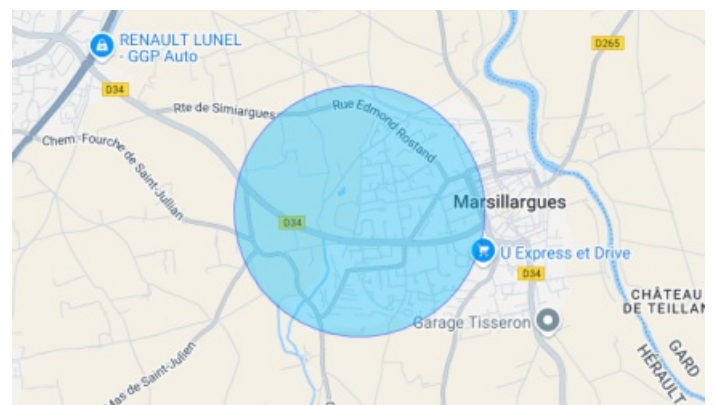 RENAULT LUNEL
- GGP Auto
D265
D34
Rte de Simiargues
Rue Edmond Rostand
Chem. Fourche de Saint-Jullian
Marsillargues
D34
U Express et Drive
D34
CHÂTEAU
DE TEILLAN
Garage Tisseron
GARD
HÉRAULT
Mas de Saint-Julien